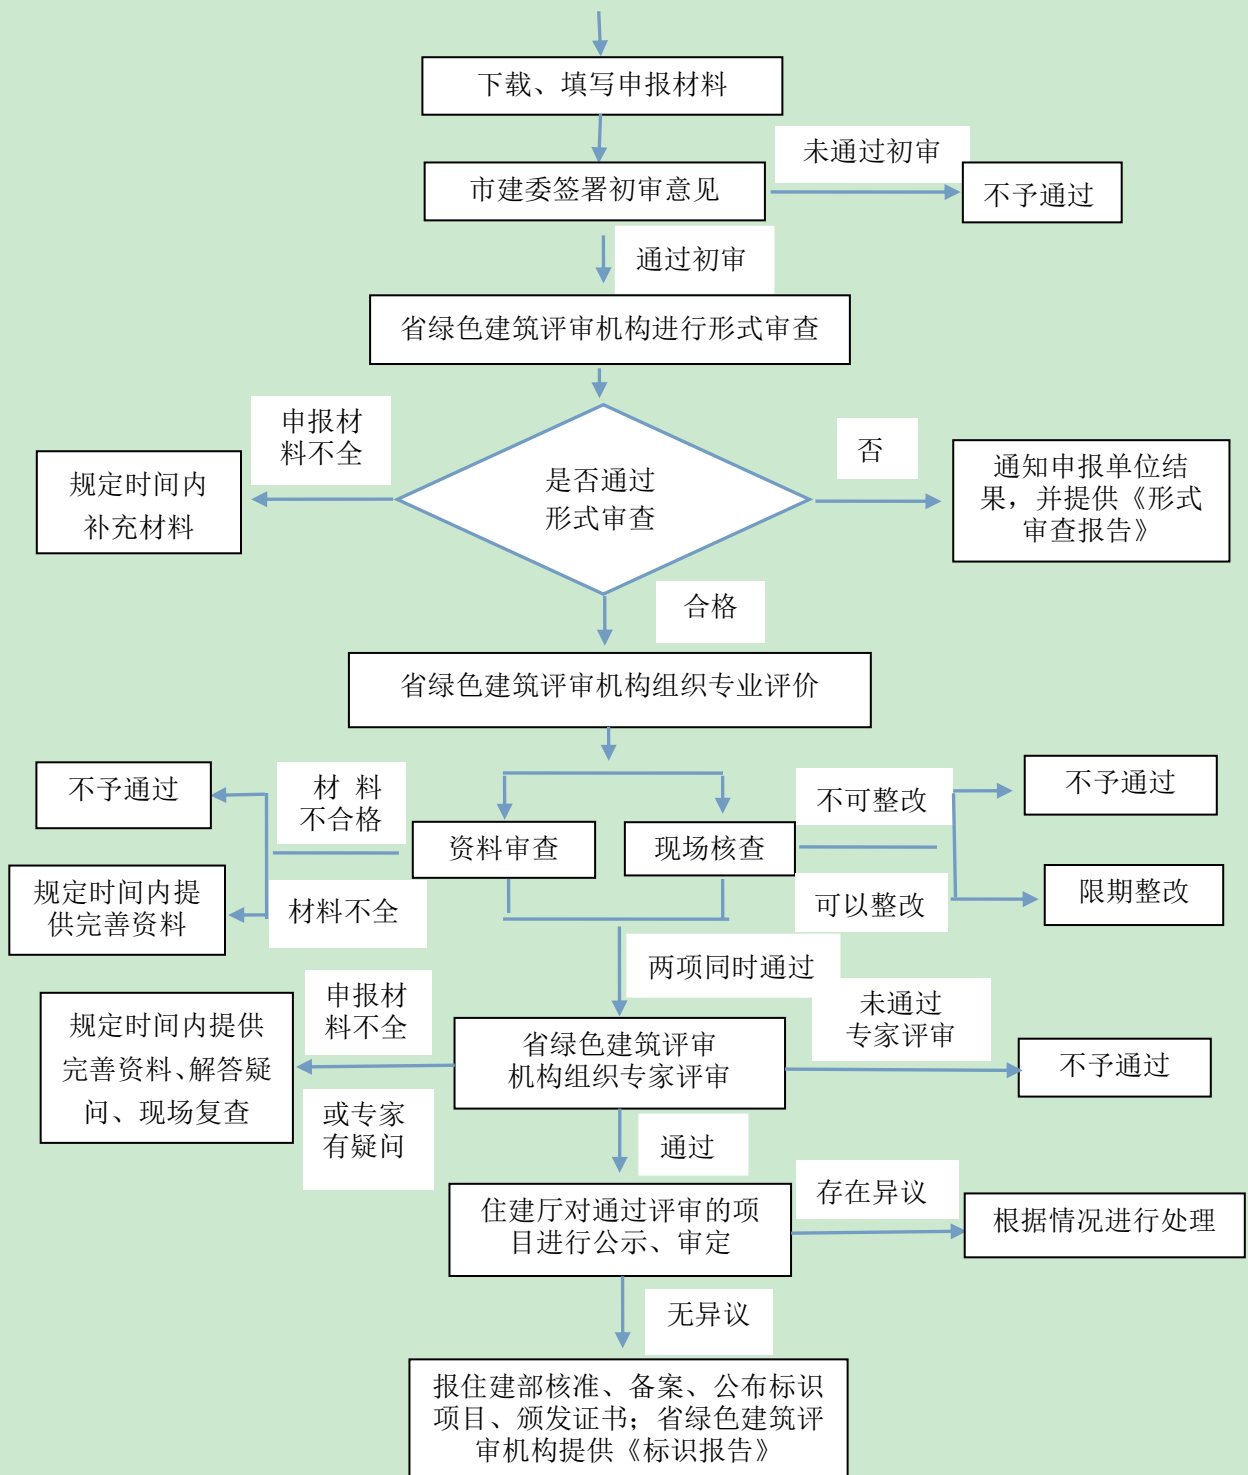 下载、填写申报材料
未通过初审
市建委签署初审意见
不予通过
通过初审
省绿色建筑评审机构进行形式审查
申报材
料不全
否
规定时间内
补充材料
是否通过
形式审查
通知申报单位结
果，并提供《形式
审查报告》
合格
省绿色建筑评审机构组织专业评价
不予通过
材 料
不合格
资料审查
现场核查
不可整改
不予通过
规定时间内提
供完善资料
材料不全
可以整改
限期整改
两项同时通过
申报材
料不全
未通过
专家评审
规定时间内提供
完善资料、解答疑
问、现场复查
省绿色建筑评审
机构组织专家评审
不予通过
或专家
有疑问
通过
存在异议
住建厅对通过评审的项
目进行公示、审定
根据情况进行处理
无异议
报住建部核准、备案、公布标识
项目、颁发证书；省绿色建筑评
审机构提供《标识报告》